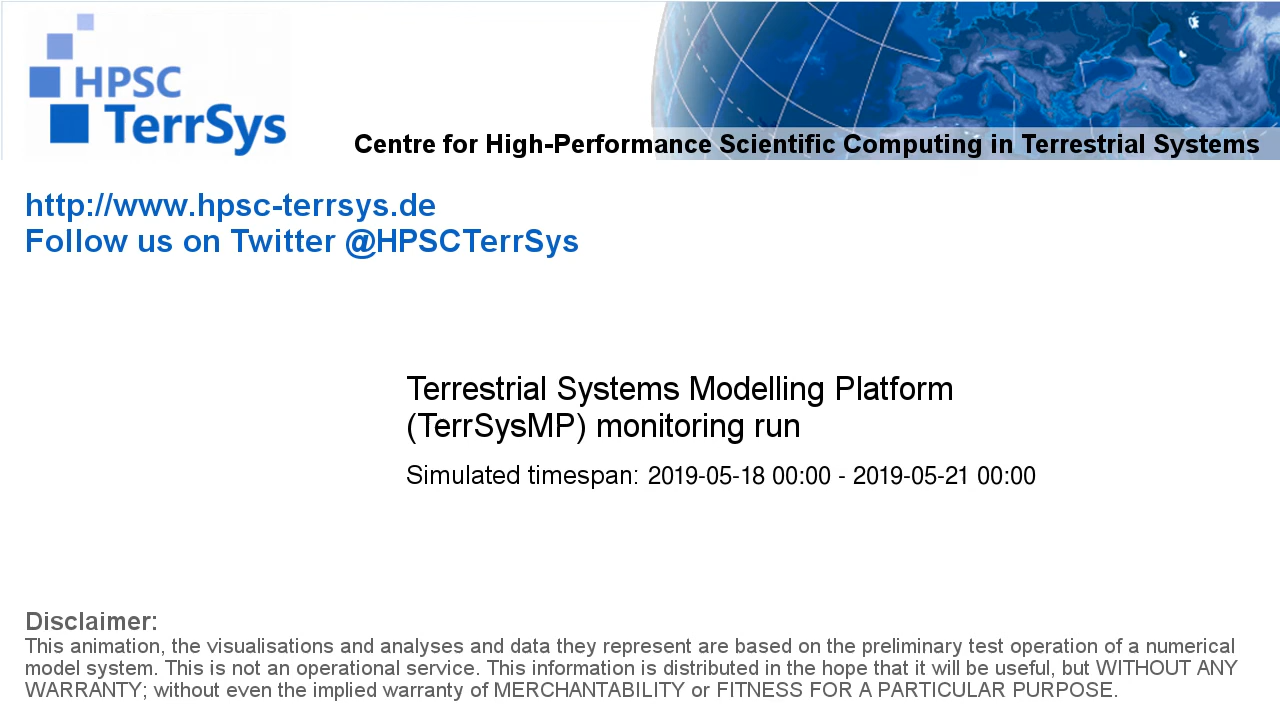 HPSC
TerrSys
Centre for High-Performance Scientific Computing in Terrestrial Systems
http://www.hpsc-terrsys.de
Follow us on Twitter @HPSCTerrSys
Terrestrial Systems Modelling Platform
(TerrSysMP) monitoring run
Simulated timespan: 2019-05-18 00:00 - 2019-05-21 00:00
Disclaimer:
This animation, the visualisations and analyses and data they represent are based on the preliminary test operation of a numerical
model system. This is not an operational service. This information is distributed in the hope that it will be useful, but WITHOUT ANY
WARRANTY; without even the implied warranty of MERCHANTABILITY or FITNESS FOR A PARTICULAR PURPOSE.